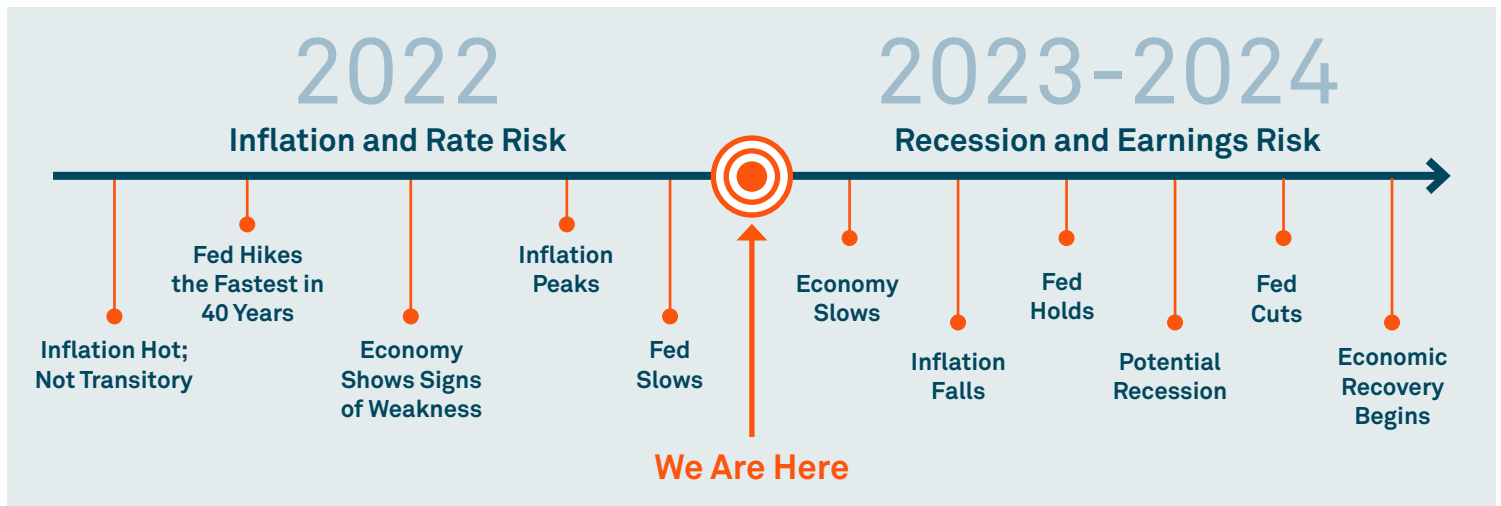 2022
Inflation and Rate Risk
Inflation Hot;
Not Transitory
Fed Hikes
the Fastest in
40 Years
Economy
Shows Signs
of Weakness
Inflation
Peaks
Fed
Slows
We Are Here
2023-2024
Recession and Earnings Risk
Economy
Slows
Inflation
Falls
Fed
Holds
Potential
Recession
Fed
Cuts
Economic
Recovery
Begins